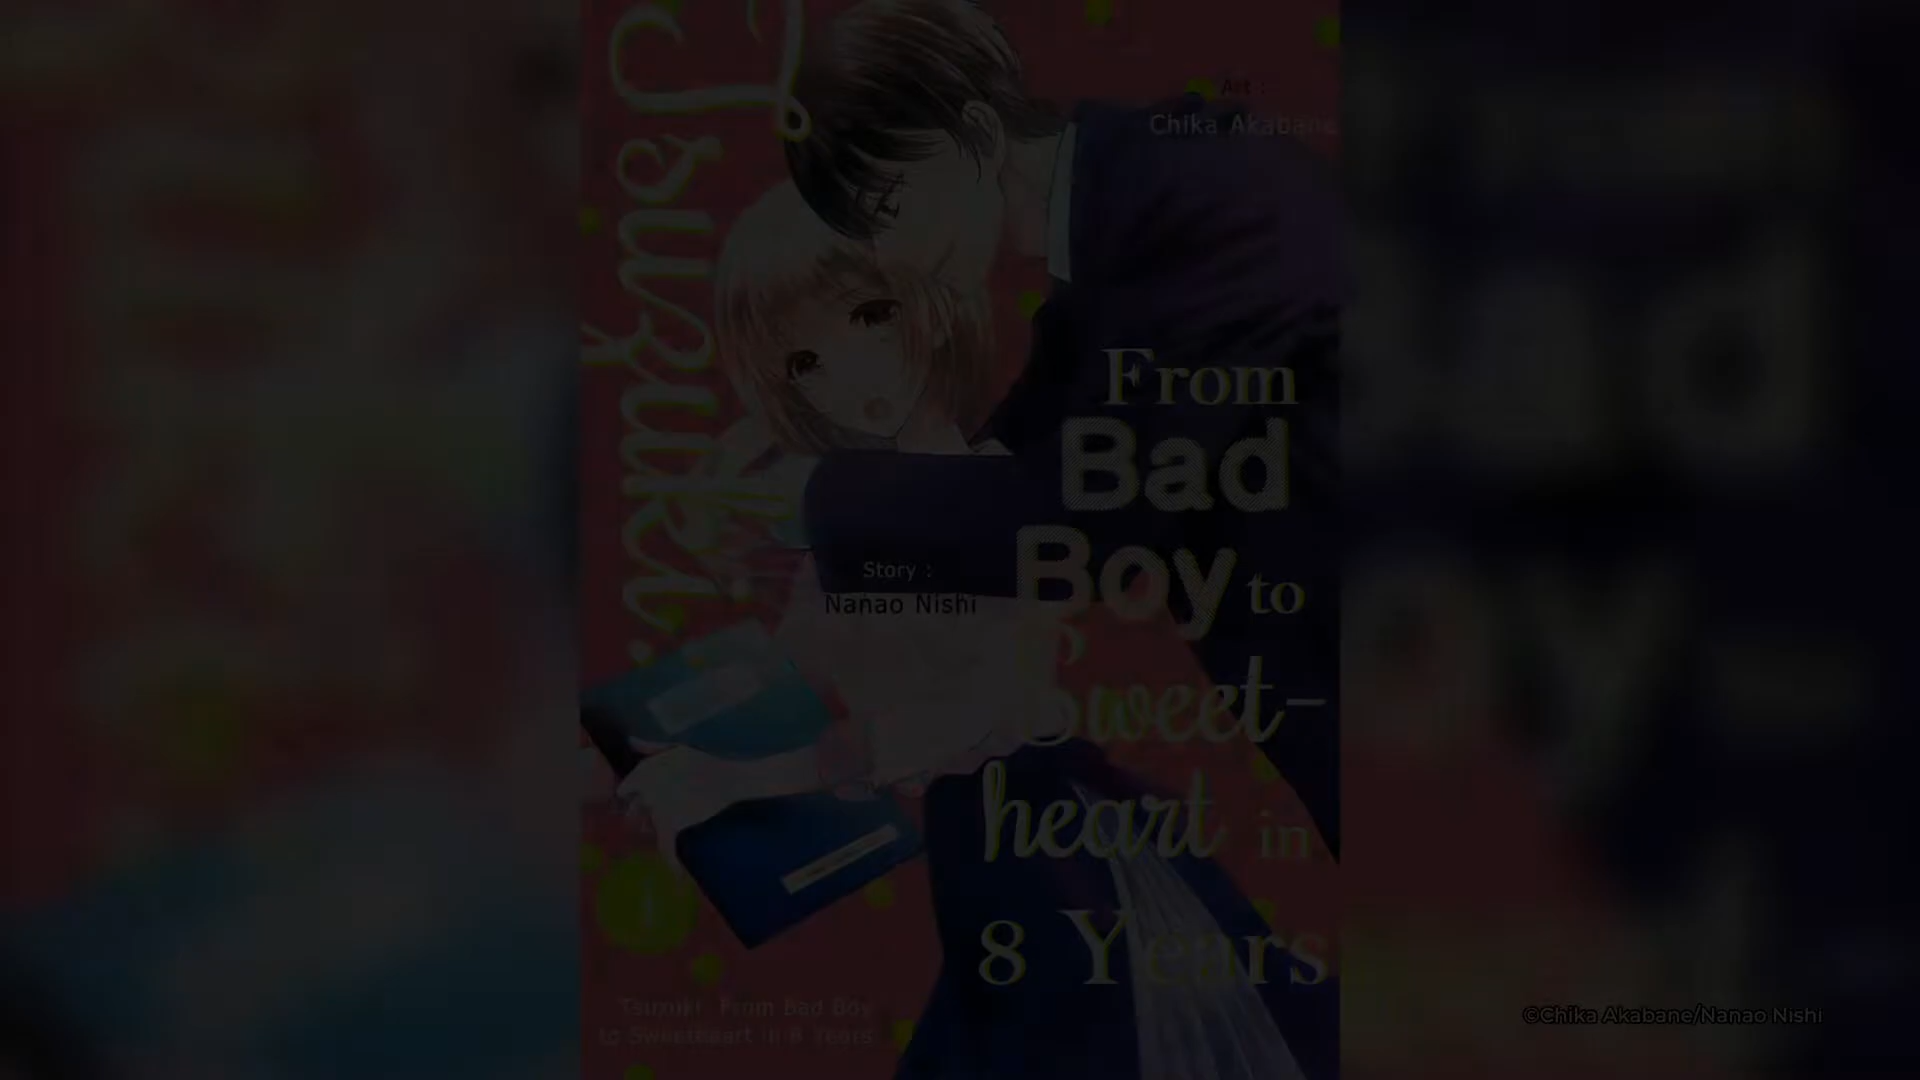 Tsuzuki:
Art :
Chika Akabane
From
Bad
Boy to
Sweet-
heart in
8 Years
Story :
Nanao Nishi
1
Tsuzuki: From Bad Boy
to Sweetheart in 8 Years
©Chika Akabane/Nanao Nishi